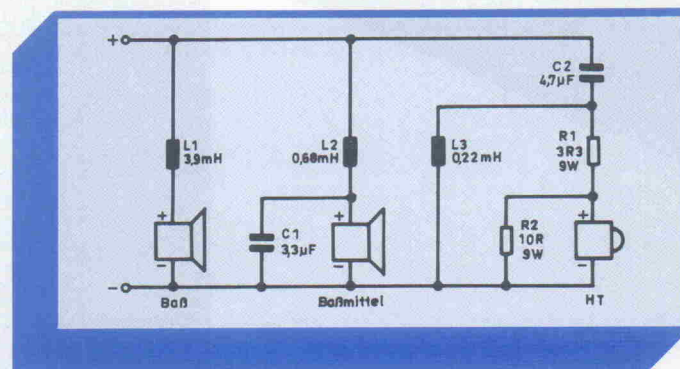 +
C2
4,7µF
L1
3,9mH
L2
0,68mH
L3
0,22mH
R1
3R3
9W
+
C1
3,3µF
+
R2
10R
9W
+
-
-
-
-
Baß
Baßmittel
HT